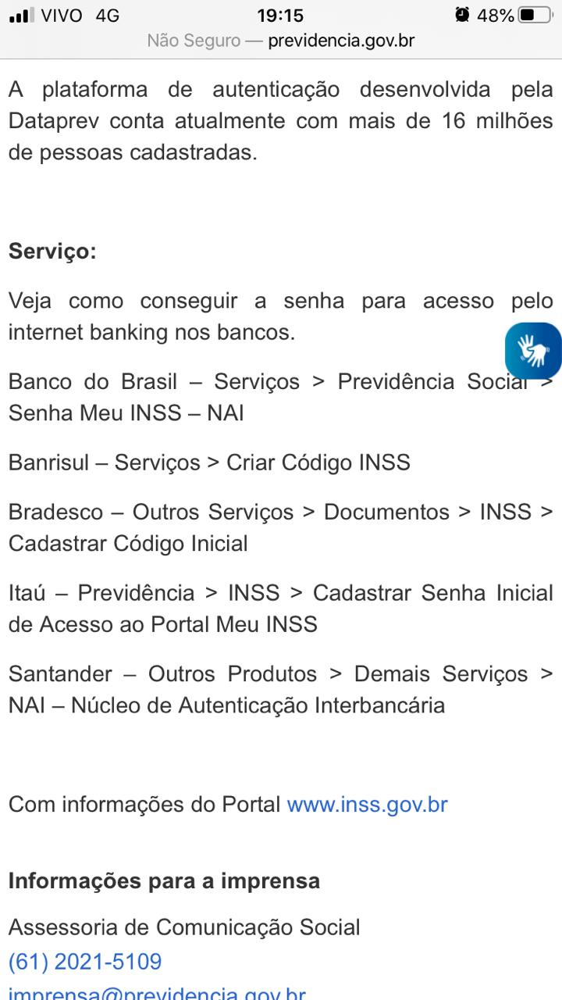 VIVO 4G 19:15 48%
Não Seguro — previdencia.gov.br
A plataforma de autenticação desenvolvida pela
Dataprev conta atualmente com mais de 16 milhões
de pessoas cadastradas.
Serviço:
Veja como conseguir a senha para acesso pelo
internet banking nos bancos.
Banco do Brasil – Serviços > Previdência Social >
Senha Meu INSS – NAI
Banrisul – Serviços > Criar Código INSS
Bradesco – Outros Serviços > Documentos > INSS >
Cadastrar Código Inicial
Itaú – Previdência > INSS > Cadastrar Senha Inicial
de Acesso ao Portal Meu INSS
Santander – Outros Produtos > Demais Serviços >
NAI – Núcleo de Autenticação Interbancária
Com informações do Portal www.inss.gov.br
Informações para a imprensa
Assessoria de Comunicação Social
(61) 2021-5109
imprensa@previdencia.gov.br